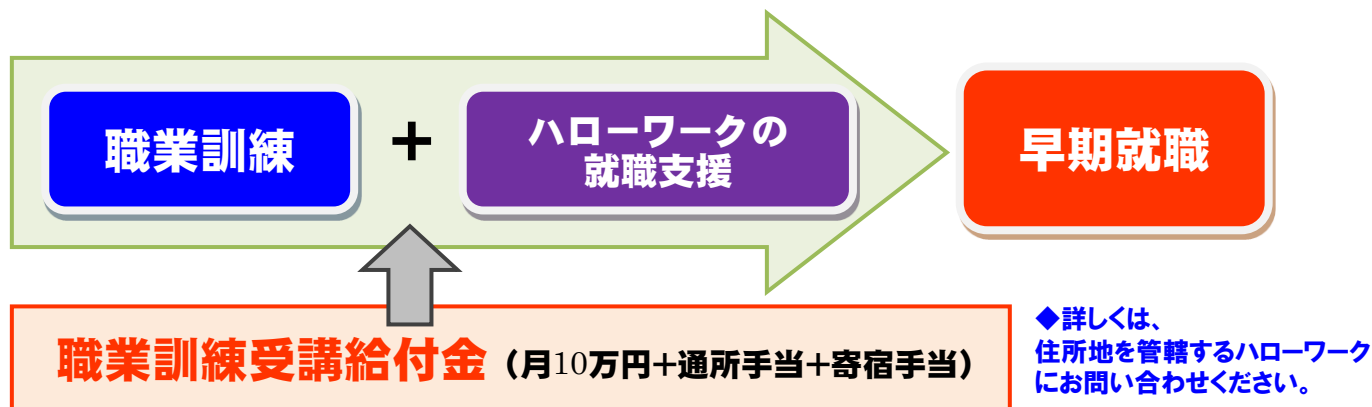 職業訓練
+
ハローワークの
就職支援
早期就職
職業訓練受講給付金（月10万円+通所手当+寄宿手当）
◆詳しくは、
住所地を管轄するハローワーク
にお問い合わせください。